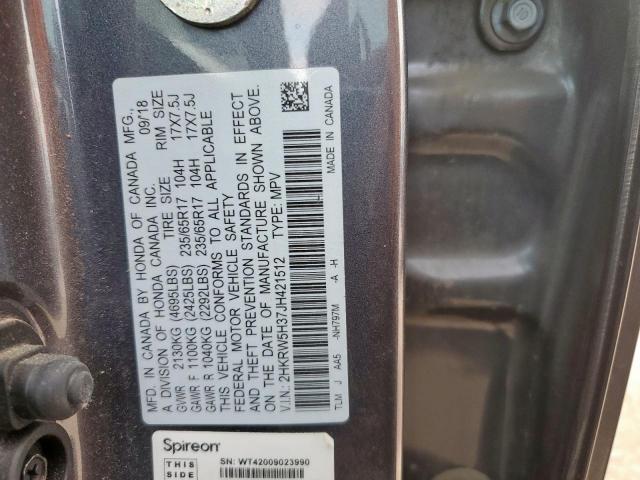 MFD. IN CANADA BY HONDA OF CANADA MFG.,
A DIVISION OF HONDA CANADA INC. 09/18
TIRE SIZE RIM SIZE
GVWR 2130KG (4695LBS)
GAWR F 1100KG (2425LBS) 235/65R17 104H 17X7.5J
GAWR R 1040KG (2292LBS) 235/65R17 104H 17X7.5J
THIS VEHICLE CONFORMS TO ALL APPLICABLE
FEDERAL MOTOR VEHICLE SAFETY
AND THEFT PREVENTION STANDARDS IN EFFECT
ON THE DATE OF MANUFACTURE SHOWN ABOVE.
V.I.N.: 2HKRW5H37JH421512 TYPE: MPV
TLM J AA5 -NH797M -A -H MADE IN CANADA
Spireon
THIS SIDE
SN: WT42009023990